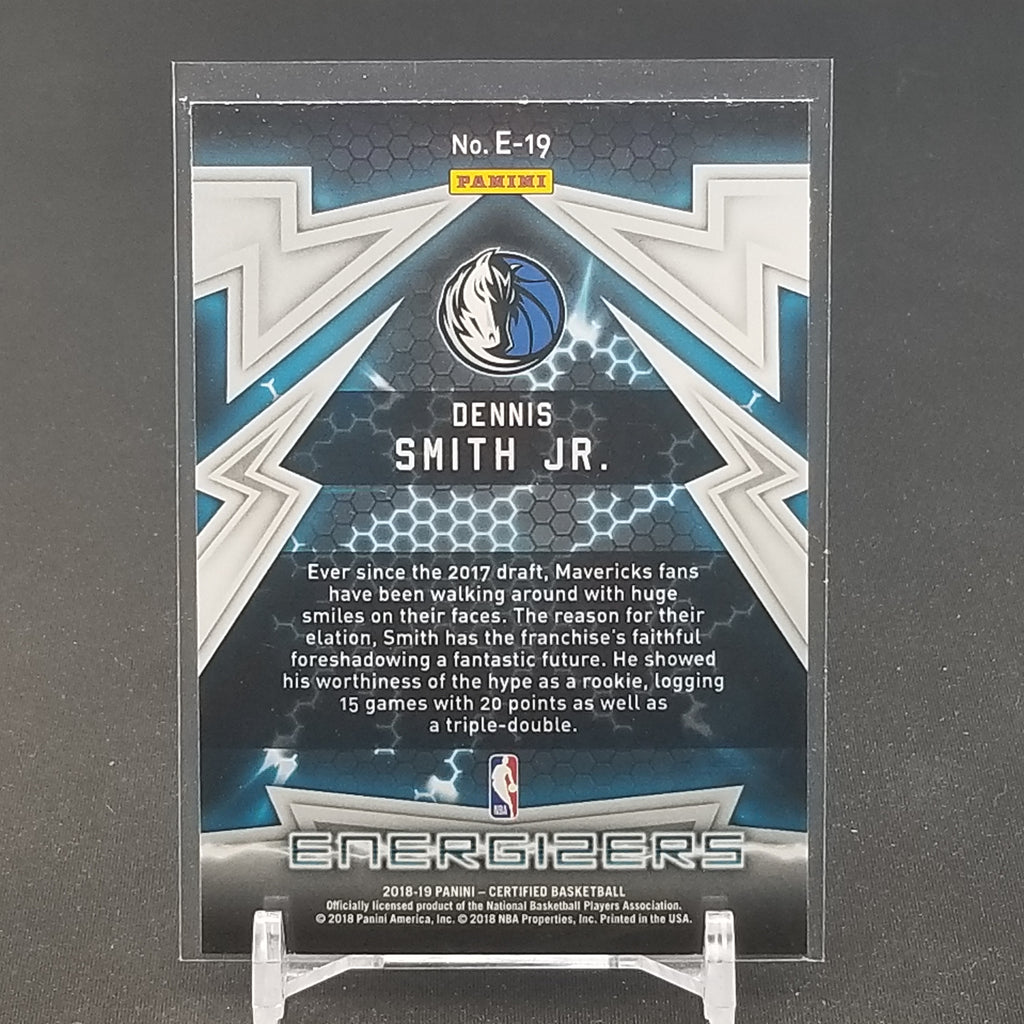 No. E-19
PANINI
DENNIS
SMITH JR.
Ever since the 2017 draft, Mavericks fans
have been walking around with huge
smiles on their faces. The reason for their
elation, Smith has the franchise's faithful
foreshadowing a fantastic future. He showed
his worthiness of the hype as a rookie, logging
15 games with 20 points as well as
a triple-double.
NBA
ENERGIZERS
2018-19 PANINI – CERTIFIED BASKETBALL
Officially licensed product of the National Basketball Players Association.
© 2018 Panini America, Inc. © 2018 NBA Properties, Inc. Printed in the USA.